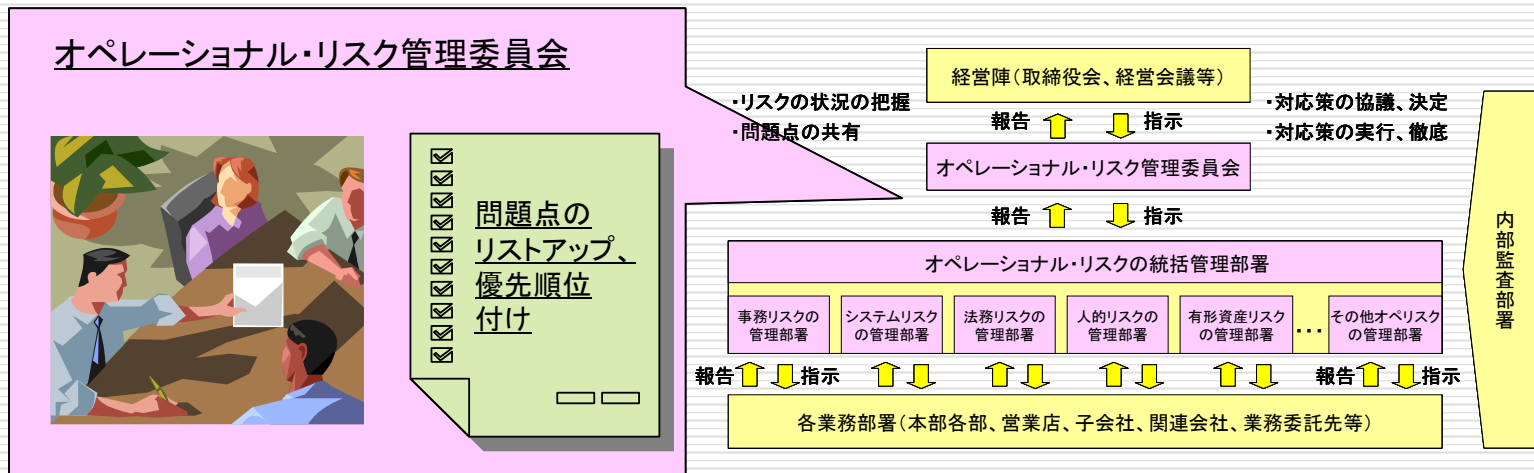 オペレーショナル・リスク管理委員会
問題点の
リストアップ、
優先順位
付け
経営陣(取締役会、経営会議等)
・リスクの状況の把握
・問題点の共有
報告
指示
・対応策の協議、決定
・対応策の実行、徹底
オペレーショナル・リスク管理委員会
報告
指示
オペレーショナル・リスクの統括管理部署
事務リスクの
管理部署
システムリスク
の管理部署
法務リスクの
管理部署
人的リスクの
管理部署
有形資産リスク
の管理部署
…
その他オペリスク
の管理部署
報告
指示
報告
指示
各業務部署(本部各部、営業店、子会社、関連会社、業務委託先等)
内部監査部署